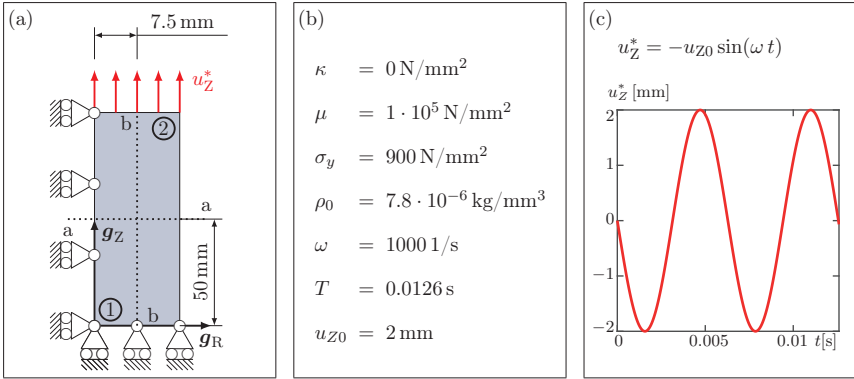 (a)
7.5 mm
u*Z
b
②
a
a
gZ
50 mm
①
b
gR
(b)
κ = 0 N/mm²
μ = 1 · 10⁵ N/mm²
σy = 900 N/mm²
ρ0 = 7.8 · 10⁻⁶ kg/mm³
ω = 1000 1/s
T = 0.0126 s
uZ0 = 2 mm
(c)
u*Z = −uZ0 sin(ω t)
u*Z [mm]
2
1
0
−1
−2
0
0.005
0.01
t[s]